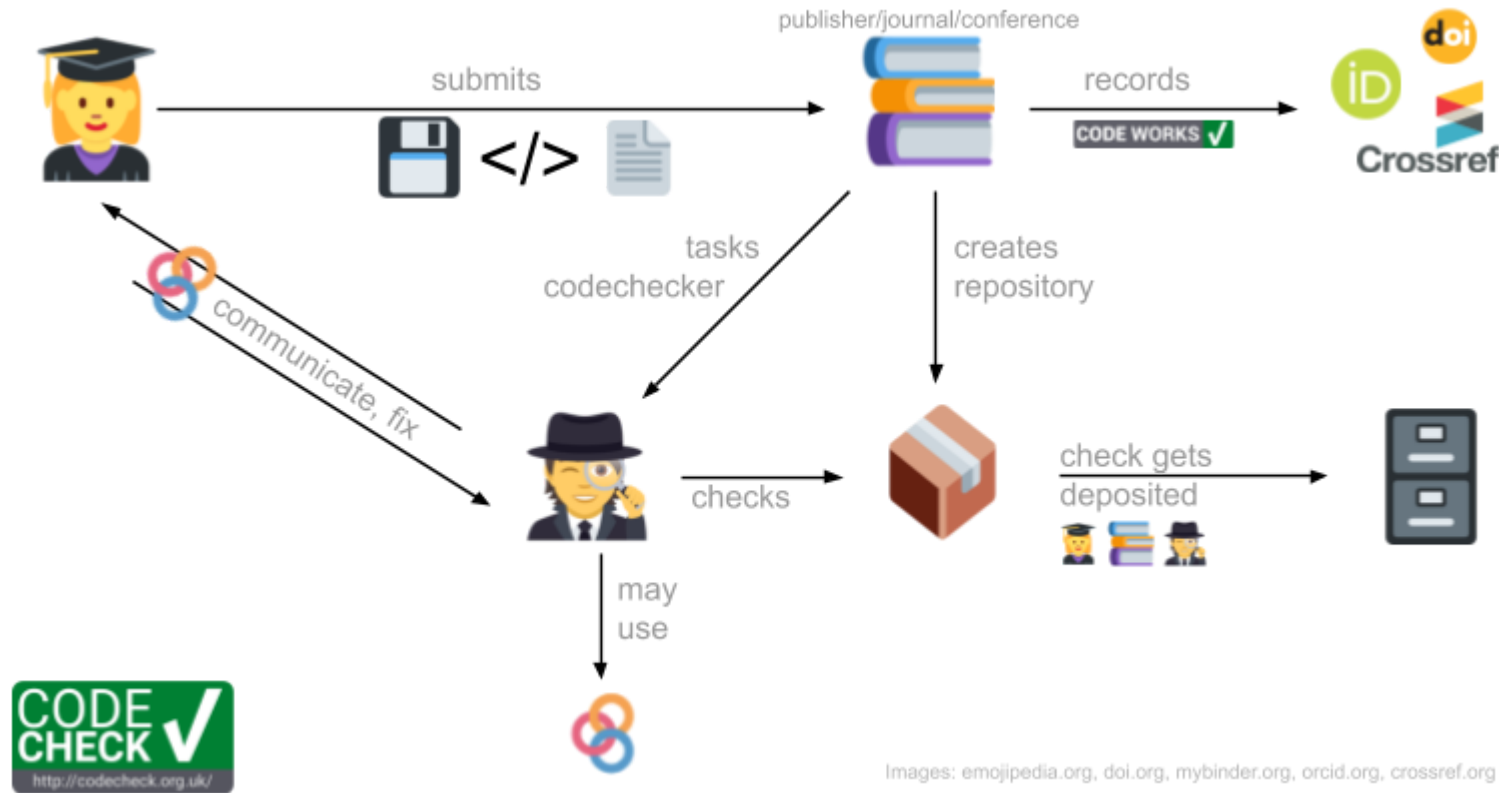 publisher/journal/conference
doi
submits
records
iD
</>
CODE WORKS
Crossref
tasks
codechecker
creates
repository
communicate, fix
checks
check gets
deposited
may
use
CODE
CHECK
http://codecheck.org.uk/
Images: emojipedia.org, doi.org, mybinder.org, orcid.org, crossref.org